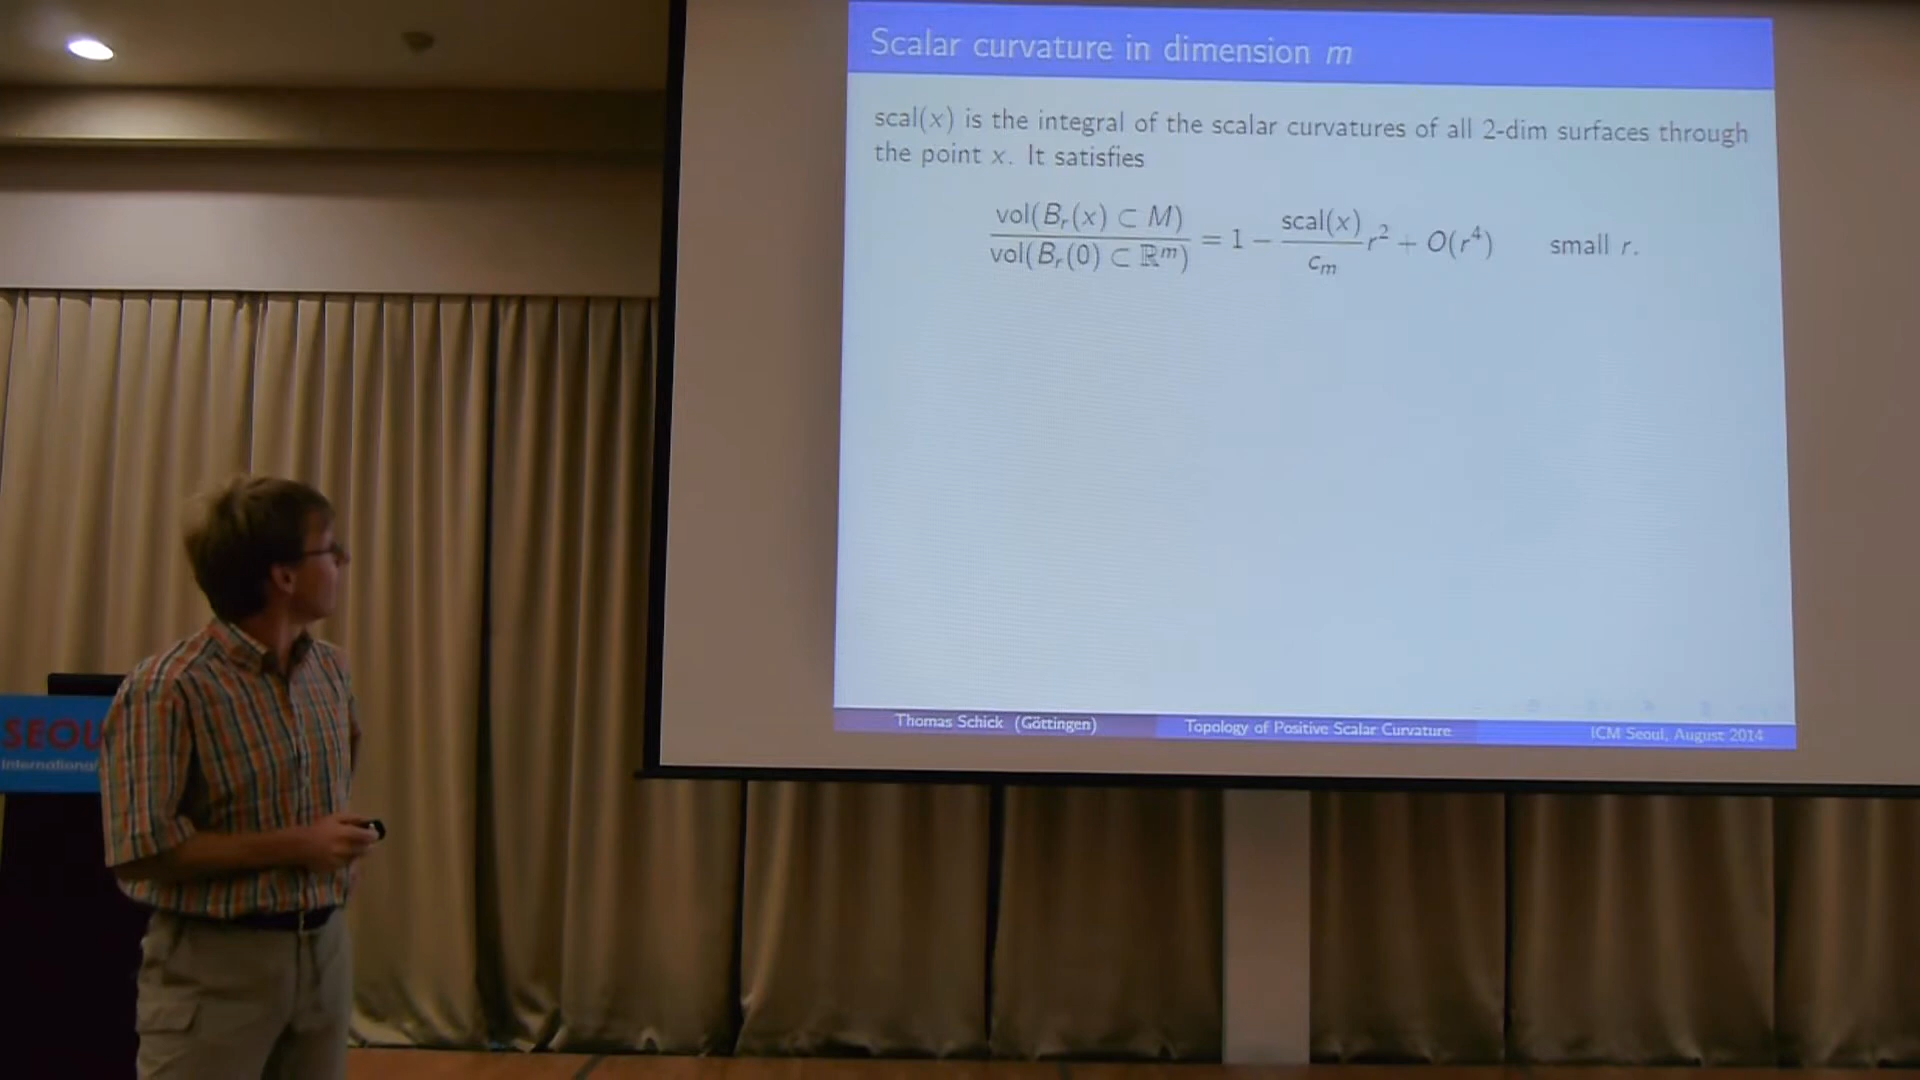 Scalar curvature in dimension m
scal(x) is the integral of the scalar curvatures of all 2-dim surfaces through
the point x. It satisfies
vol(B_r(x) ⊂ M) / vol(B_r(0) ⊂ ℝ^m) = 1 − scal(x)/c_m r² + O(r⁴) small r.
Thomas Schick (Göttingen) Topology of Positive Scalar Curvature ICM Seoul, August 2014
SEOU
International